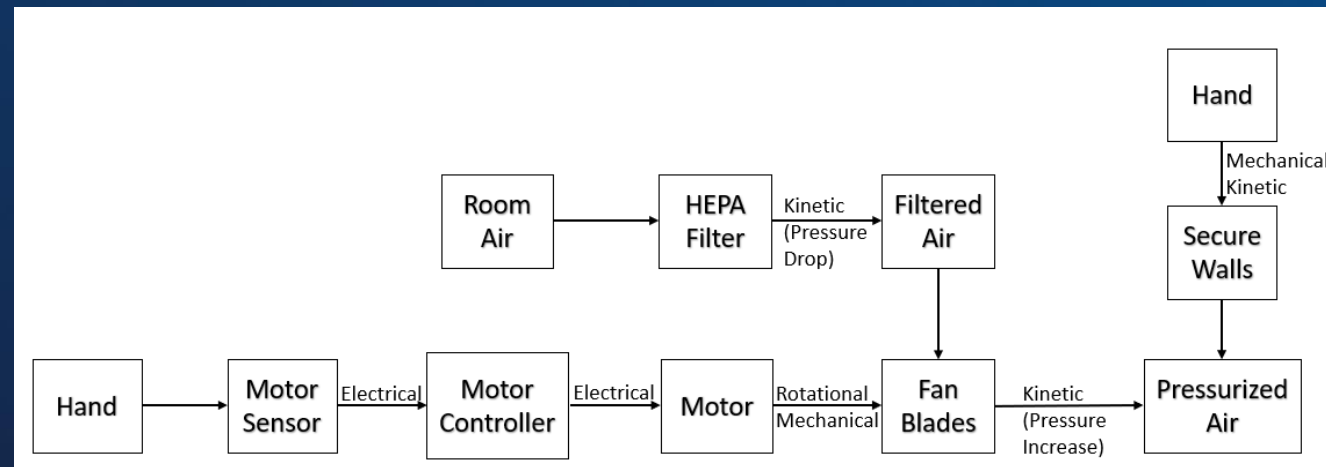 Hand
Mechanical
Kinetic
Room
Air
HEPA
Filter
Kinetic
(Pressure
Drop)
Filtered
Air
Secure
Walls
Hand
Motor
Sensor
Electrical
Motor
Controller
Electrical
Motor
Rotational
Mechanical
Fan
Blades
Kinetic
(Pressure
Increase)
Pressurized
Air